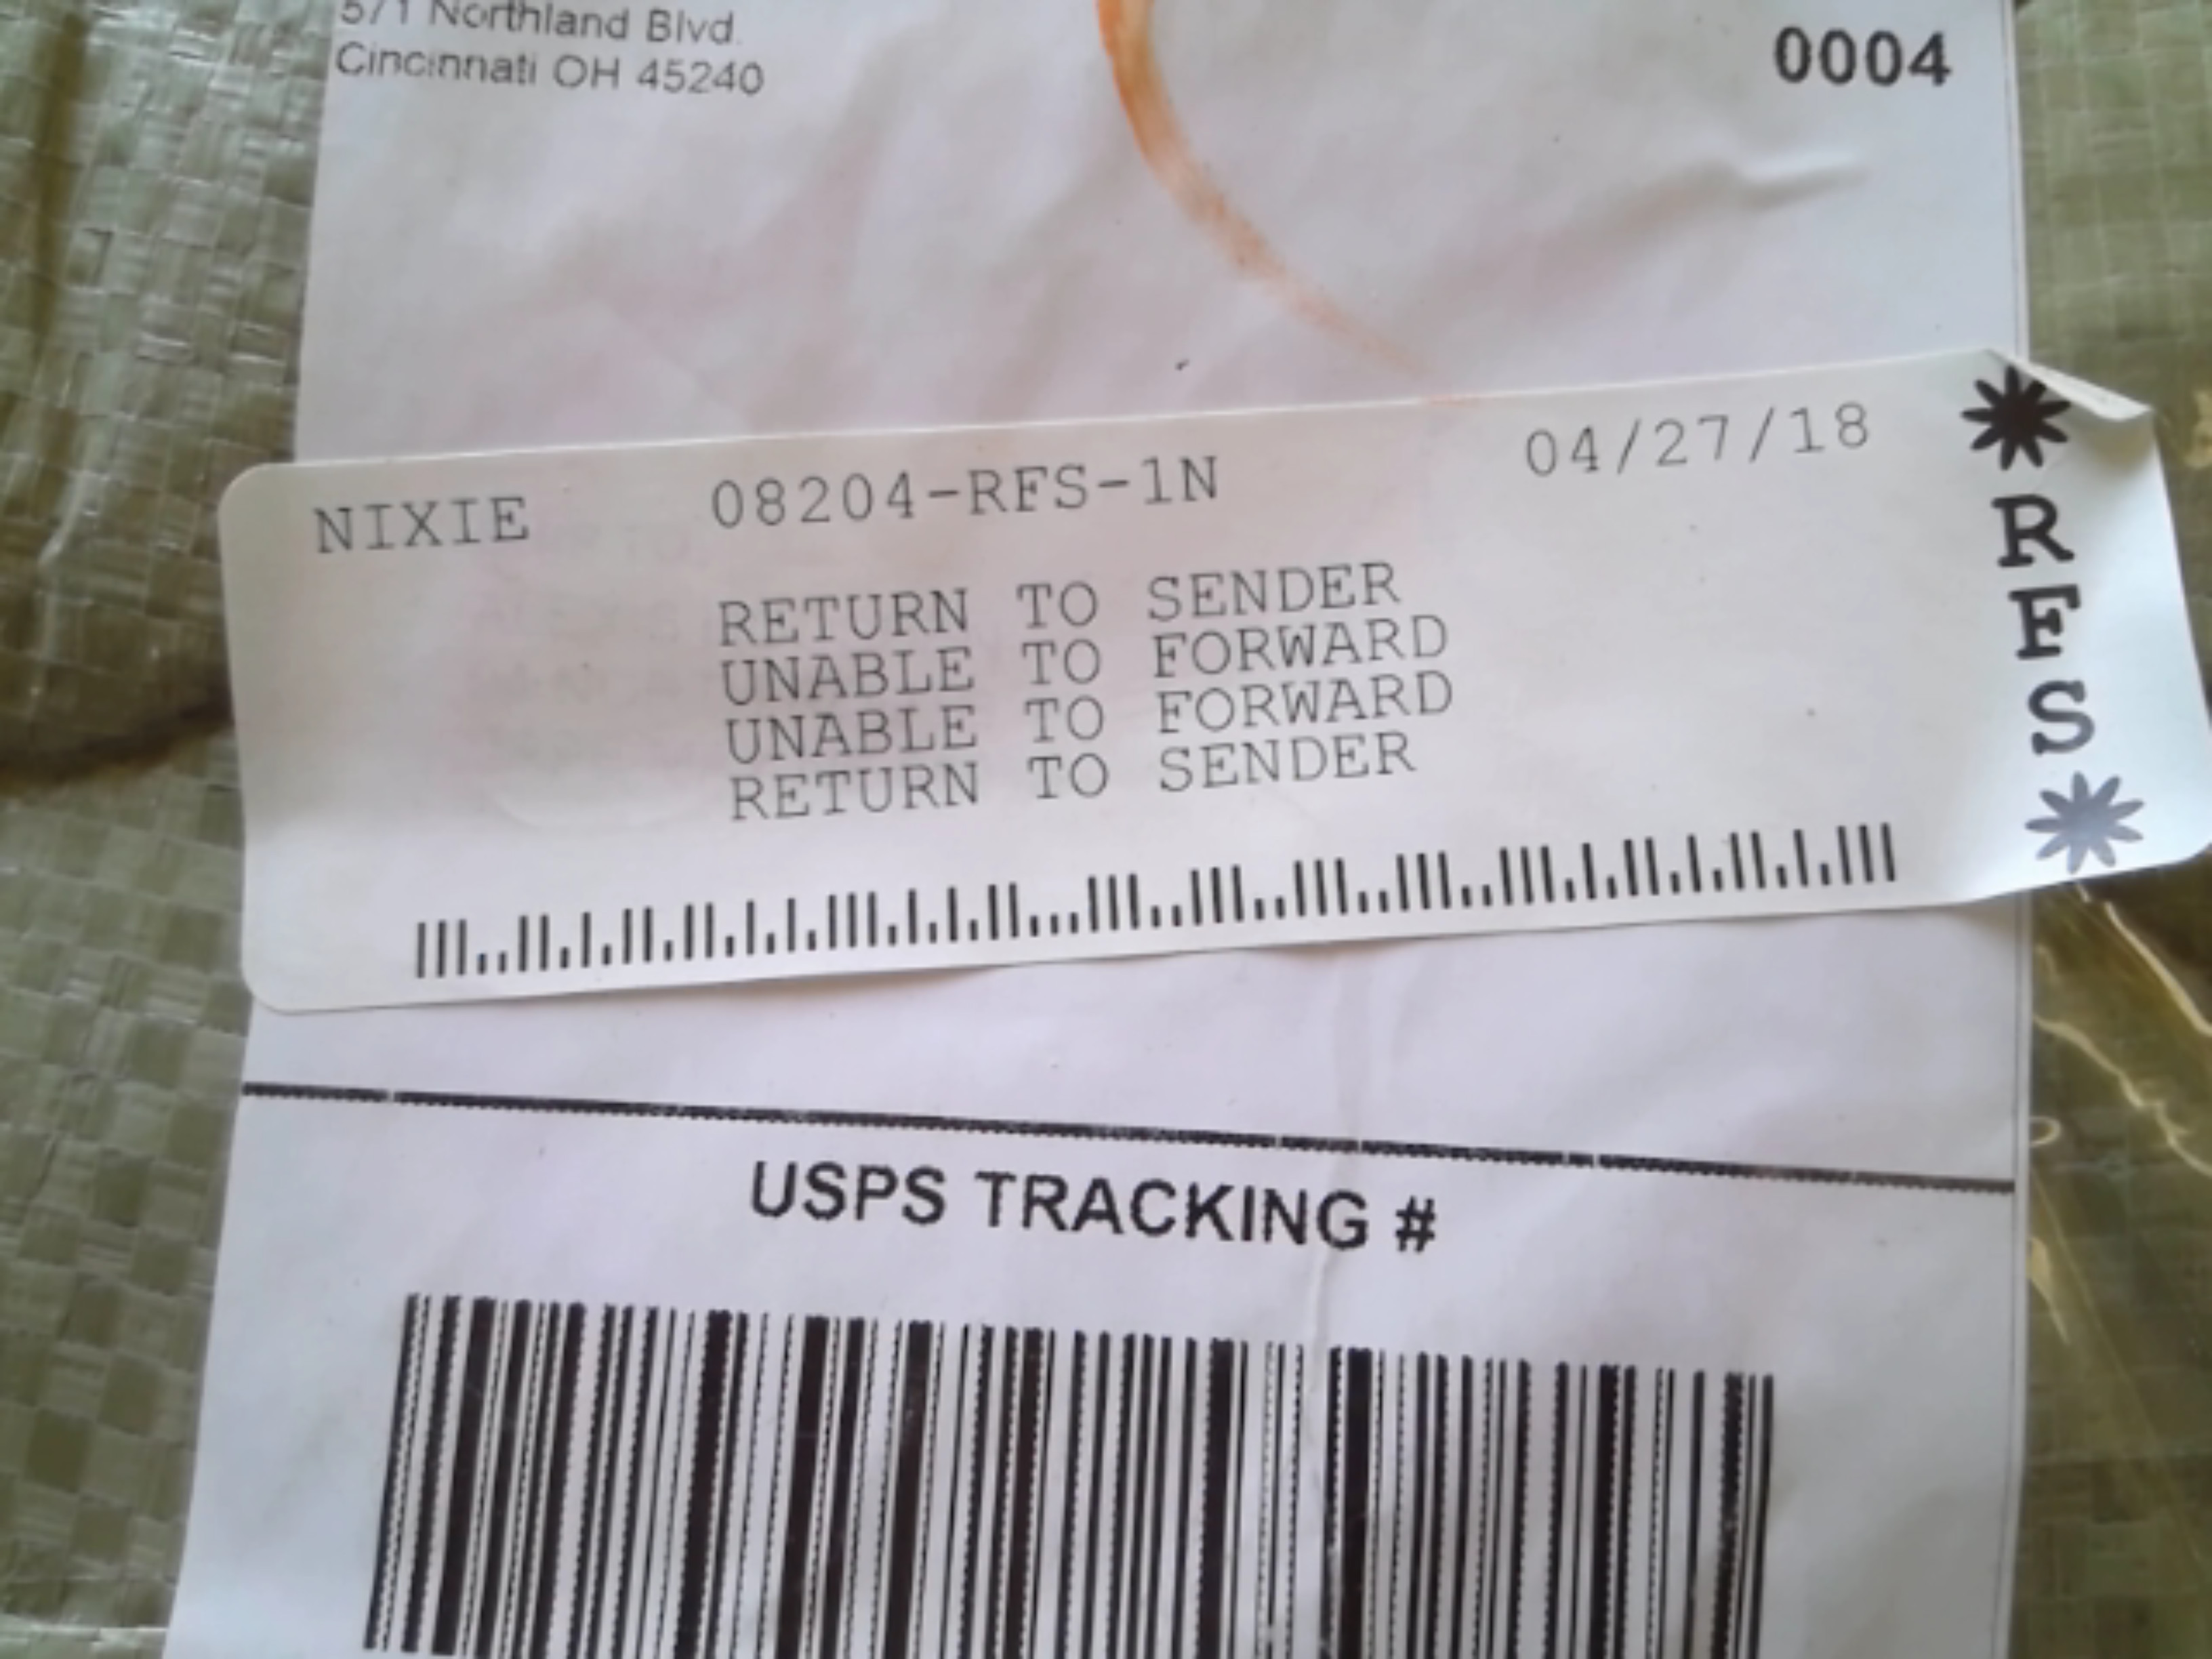 571 Northland Blvd.
Cincinnati OH 45240
0004
NIXIE 08204-RFS-1N 04/27/18
RETURN TO SENDER
UNABLE TO FORWARD
UNABLE TO FORWARD
RETURN TO SENDER
*RFS*
USPS TRACKING #